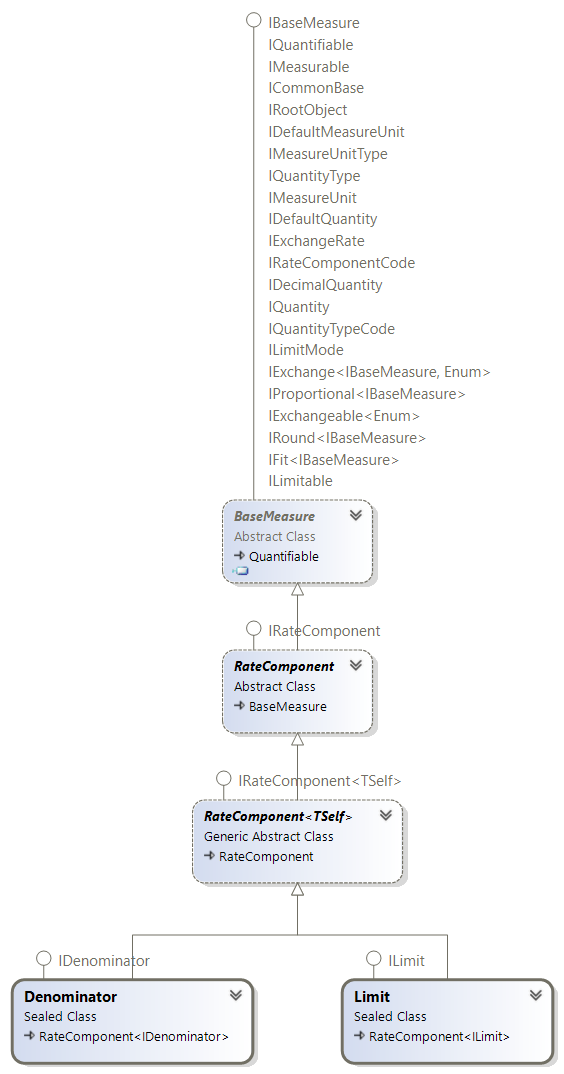 IBaseMeasure
IQuantifiable
IMeasurable
ICommonBase
IRootObject
IDefaultMeasureUnit
IMeasureUnitType
IQuantityType
IMeasureUnit
IDefaultQuantity
IExchangeRate
IRateComponentCode
IDecimalQuantity
IQuantity
IQuantityTypeCode
ILimitMode
IExchange<IBaseMeasure, Enum>
IProportional<IBaseMeasure>
IExchangeable<Enum>
IRound<IBaseMeasure>
IFit<IBaseMeasure>
ILimitable
BaseMeasure
Abstract Class
Quantifiable
IRateComponent
RateComponent
Abstract Class
BaseMeasure
IRateComponent<TSelf>
RateComponent<TSelf>
Generic Abstract Class
RateComponent
IDenominator
Denominator
Sealed Class
RateComponent<IDenominator>
ILimit
Limit
Sealed Class
RateComponent<ILimit>